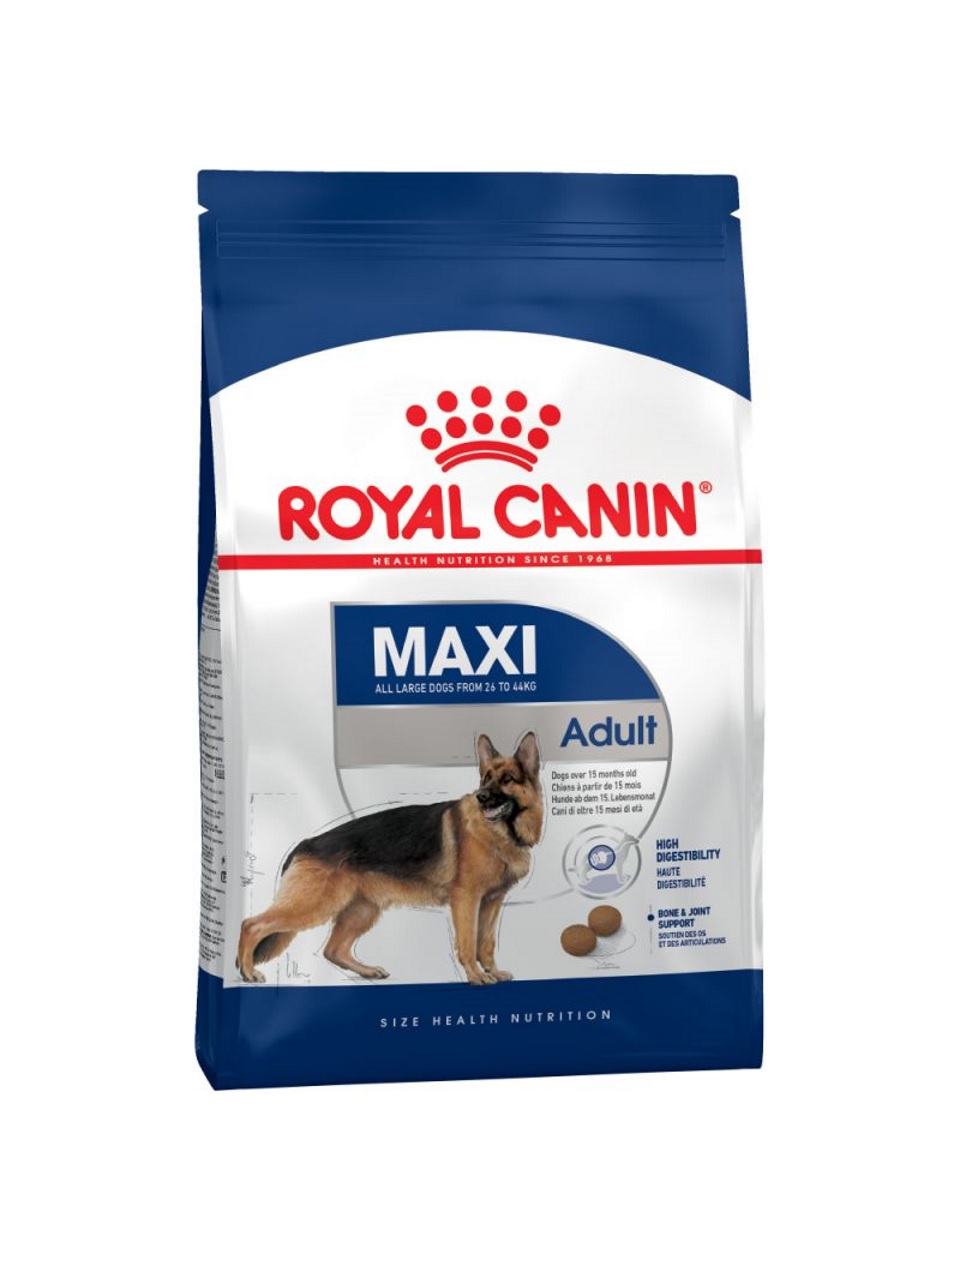 ROYAL CANIN®
HEALTH NUTRITION SINCE 1968
MAXI
ALL LARGE DOGS FROM 26 TO 44KG
Adult
Dogs over 15 months old
Chiens à partir de 15 mois
Hunde ab dem 15. Lebensmonat
Cani di oltre 15 mesi di età
HIGH
DIGESTIBILITY
HAUTE
DIGESTIBILITÉ
BONE & JOINT
SUPPORT
SOUTIEN DES OS
ET DES ARTICULATIONS
SIZE HEALTH NUTRITION